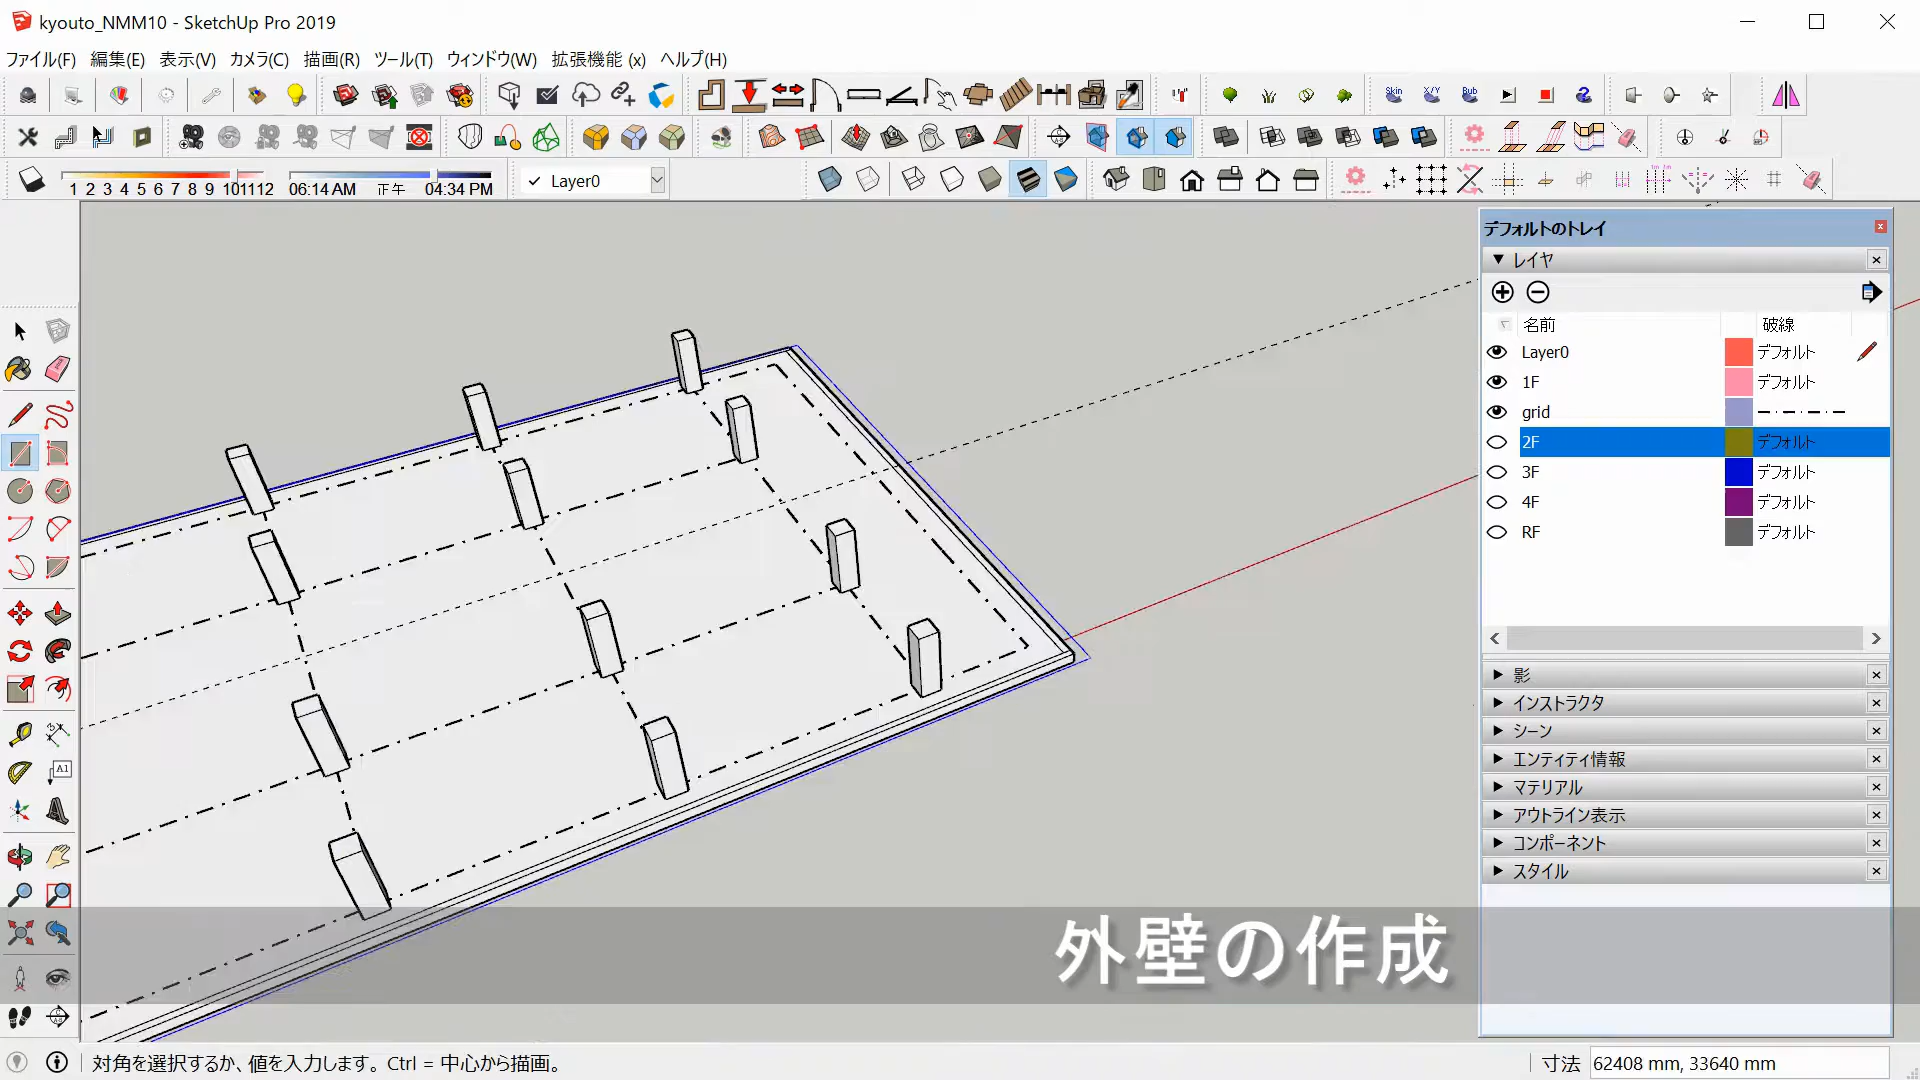 kyouto_NMM10 - SketchUp Pro 2019
ファイル(F) 編集(E) 表示(V) カメラ(C) 描画(R) ツール(T) ウィンドウ(W) 拡張機能 (x) ヘルプ(H)
Skin X/Y Bub
1 2 3 4 5 6 7 8 9 10 11 12 06:14 AM 正午 04:34 PM Layer0
デフォルトのトレイ
レイヤ
名前 破線
Layer0 デフォルト
1F デフォルト
grid
2F デフォルト
3F デフォルト
4F デフォルト
RF デフォルト
影
インストラクタ
シーン
エンティティ情報
マテリアル
アウトライン表示
コンポーネント
スタイル
A1
外壁の作成
対角を選択するか、値を入力します。Ctrl = 中心から描画。
寸法 62408 mm, 33640 mm